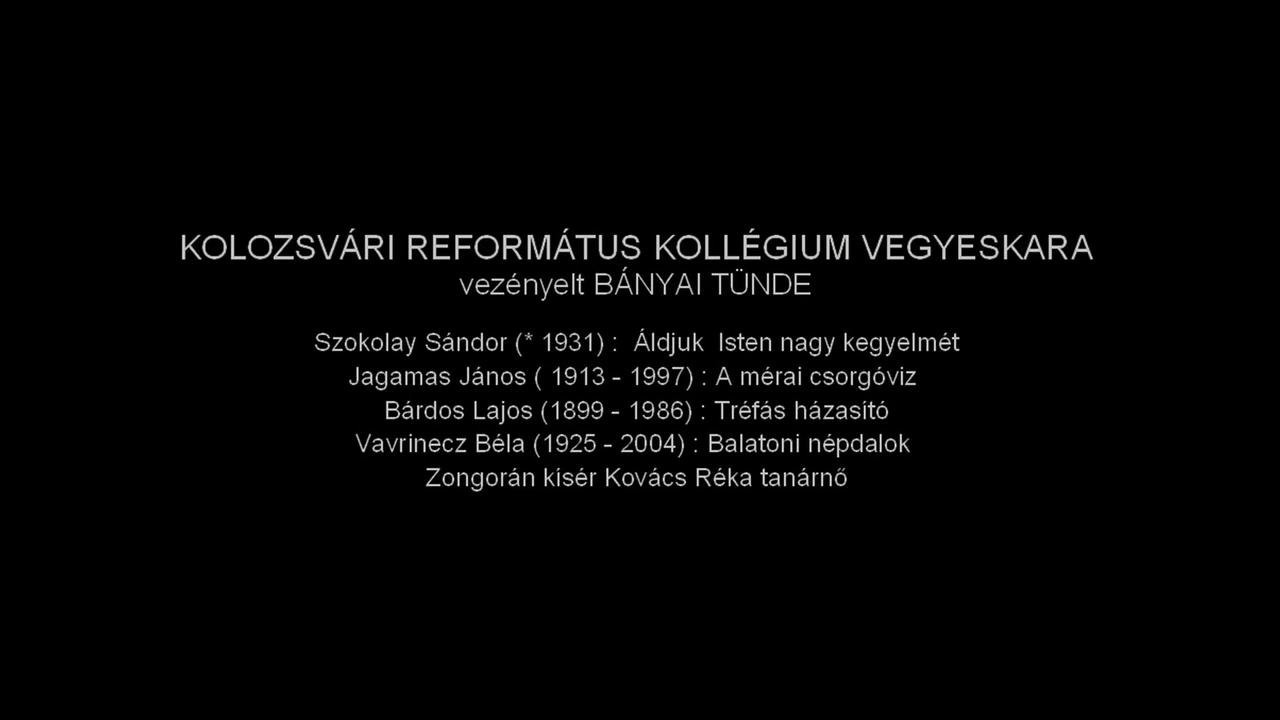 KOLOZSVÁRI REFORMÁTUS KOLLÉGIUM VEGYESKARA
vezényelt BÁNYAI TÜNDE
Szokolay Sándor (* 1931) :  Áldjuk  Isten nagy kegyelmét
Jagamas János ( 1913 - 1997) : A mérai csorgóviz
Bárdos Lajos (1899 - 1986) : Tréfás házasító
Vavrinecz Béla (1925 - 2004) : Balatoni népdalok
Zongorán kísér Kovács Réka tanárnő